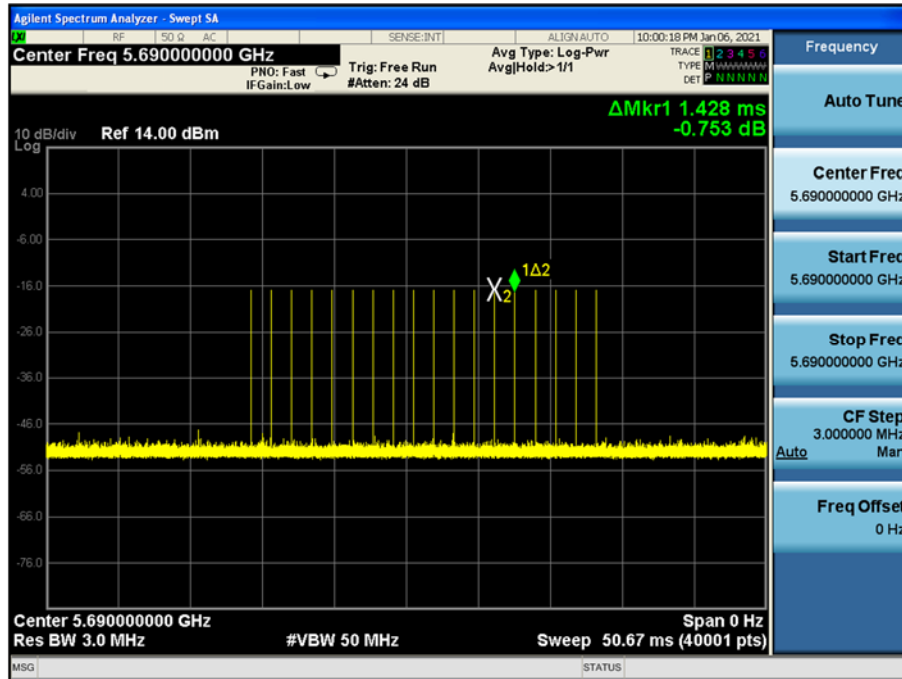 Agilent Spectrum Analyzer - Swept SA
LXI RF 50 Ω AC SENSE:INT ALIGN AUTO 10:00:18 PM Jan 06, 2021
Center Freq 5.690000000 GHz
PNO: Fast
IFGain:Low
Trig: Free Run
#Atten: 24 dB
Avg Type: Log-Pwr
Avg|Hold:>1/1
TRACE 1 2 3 4 5 6
TYPE M
DET P N N N N N
ΔMkr1 1.428 ms
-0.753 dB
10 dB/div
Log
Ref 14.00 dBm
4.00
-6.00
-16.0
-26.0
-36.0
-46.0
-56.0
-66.0
-76.0
1Δ2
X2
Center 5.690000000 GHz
Span 0 Hz
Res BW 3.0 MHz
#VBW 50 MHz
Sweep 50.67 ms (40001 pts)
MSG
STATUS
Frequency
Auto Tune
Center Freq
5.690000000 GHz
Start Freq
5.690000000 GHz
Stop Freq
5.690000000 GHz
CF Step
3.000000 MHz
Auto Man
Freq Offset
0 Hz